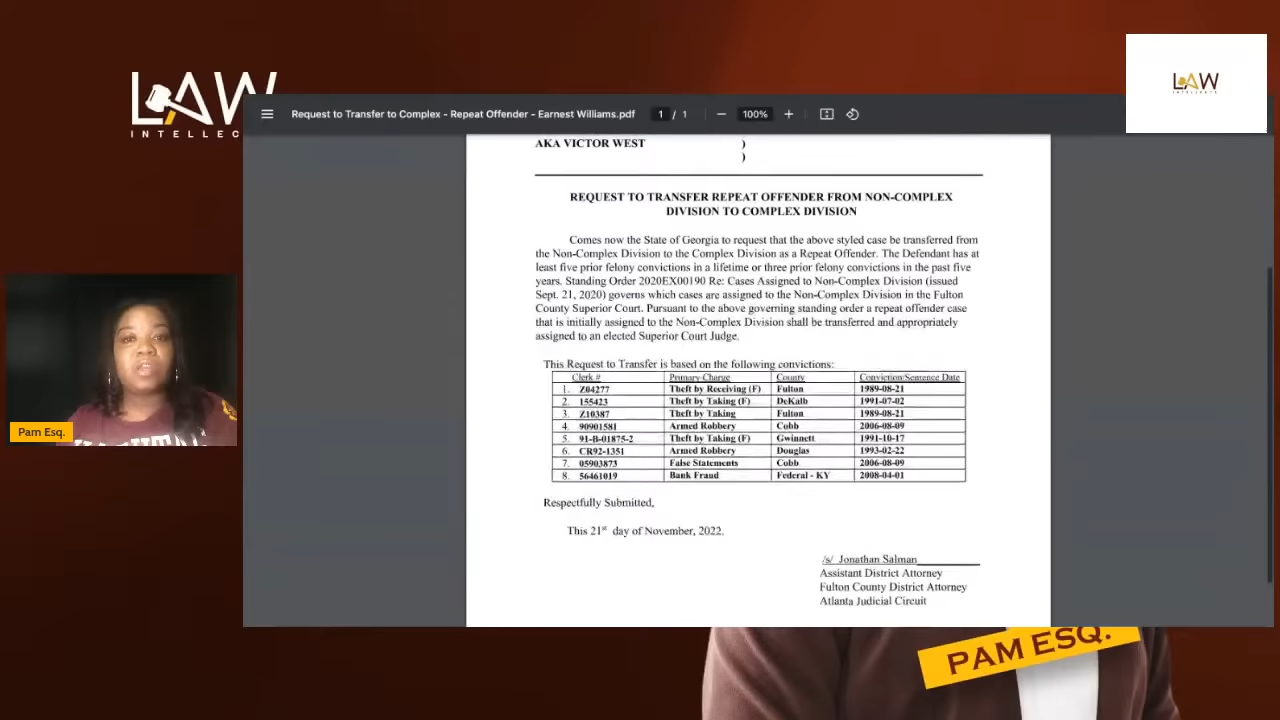 LAW
INTELLEC
LAW
INTELLECTS
Request to Transfer to Complex - Repeat Offender - Earnest Williams.pdf
1 / 1
100%
AKA VICTOR WEST )
)
REQUEST TO TRANSFER REPEAT OFFENDER FROM NON-COMPLEX
DIVISION TO COMPLEX DIVISION
Comes now the State of Georgia to request that the above styled case be transferred from
the Non-Complex Division to the Complex Division as a Repeat Offender. The Defendant has at
least five prior felony convictions in a lifetime or three prior felony convictions in the past five
years. Standing Order 2020EX00190 Re: Cases Assigned to Non-Complex Division (issued
Sept. 21, 2020) governs which cases are assigned to the Non-Complex Division in the Fulton
County Superior Court. Pursuant to the above governing standing order a repeat offender case
that is initially assigned to the Non-Complex Division shall be transferred and appropriately
assigned to an elected Superior Court Judge.
This Request to Transfer is based on the following convictions:
Clerk # Primary Charge County Conviction/Sentence Date
1. Z04277 Theft by Receiving (F) Fulton 1989-08-21
2. 155423 Theft by Taking (F) DeKalb 1991-07-02
3. Z10387 Theft by Taking Fulton 1989-08-21
4. 90901581 Armed Robbery Cobb 2006-08-09
5. 91-B-01875-2 Theft by Taking (F) Gwinnett 1991-10-17
6. CR92-1351 Armed Robbery Douglas 1993-02-22
7. 05903873 False Statements Cobb 2006-08-09
8. 56461019 Bank Fraud Federal - KY 2008-04-01
Respectfully Submitted,
This 21st day of November, 2022.
/s/ Jonathan Salman
Assistant District Attorney
Fulton County District Attorney
Atlanta Judicial Circuit
Pam Esq.
PAM ESQ.